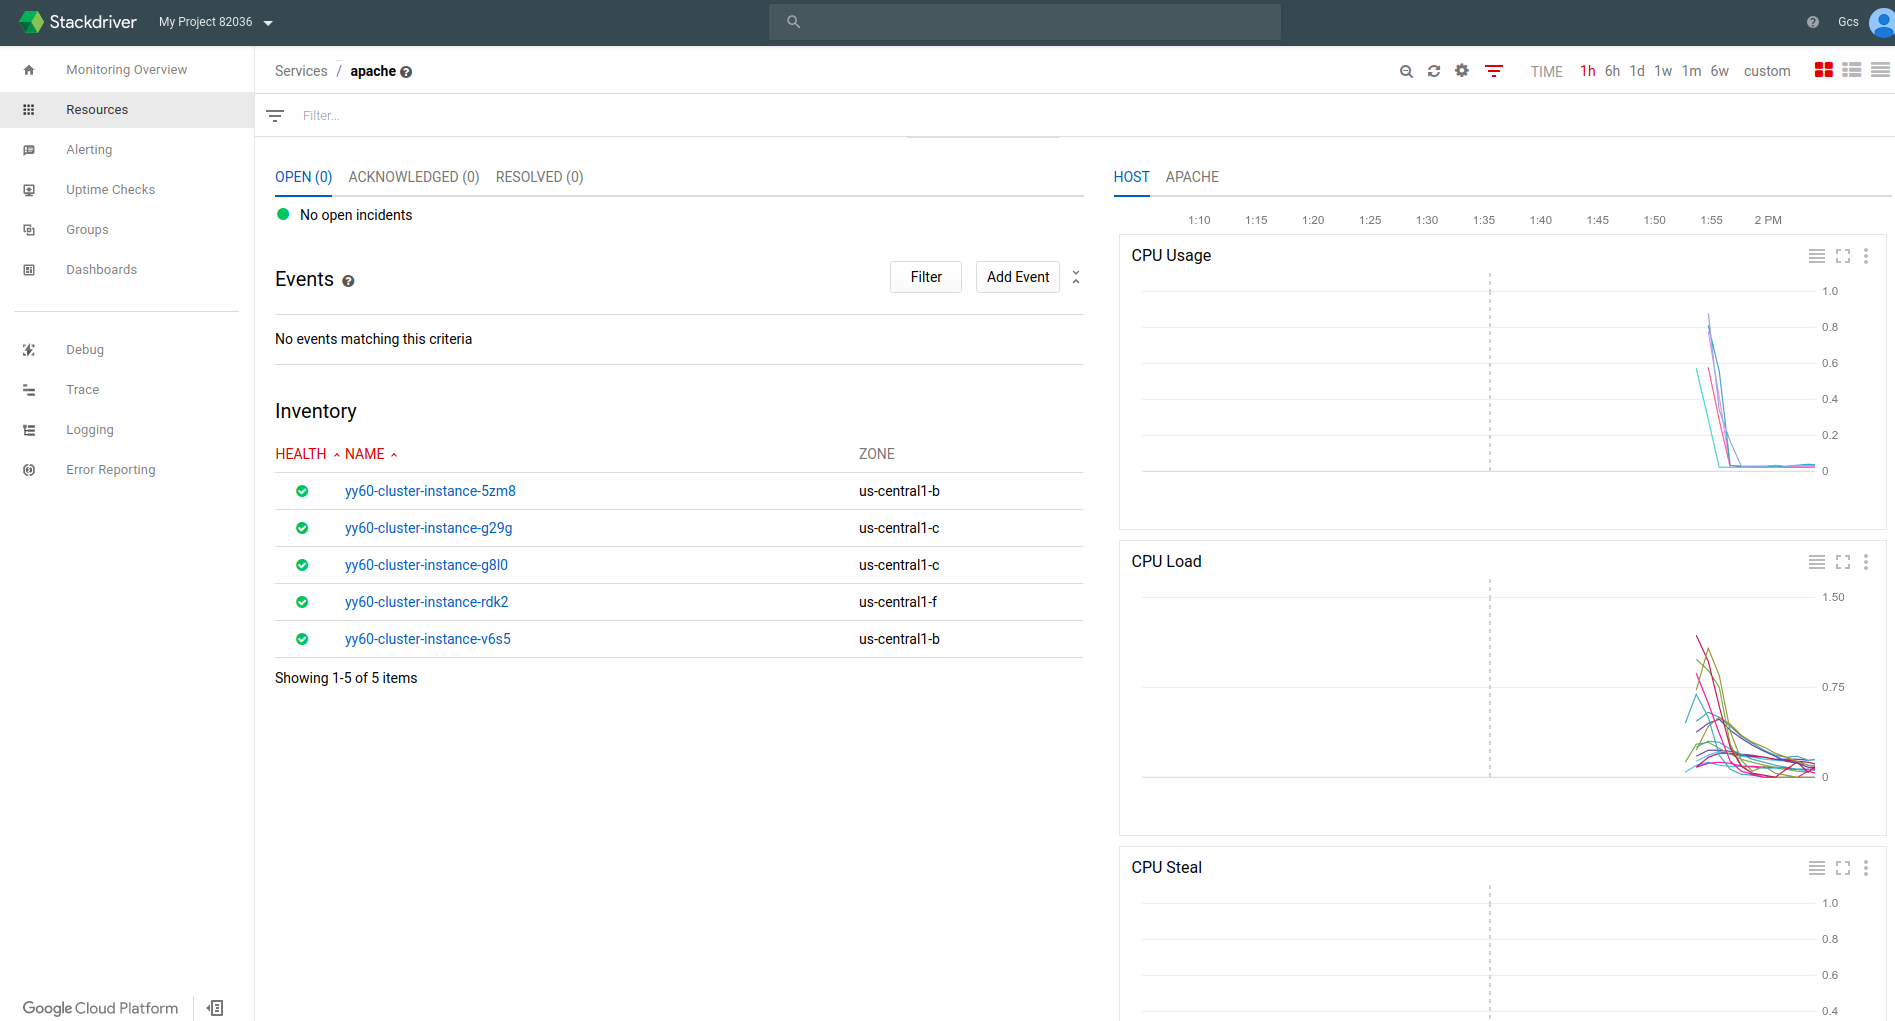 Stackdriver My Project 82036 Gcs
Monitoring Overview
Resources
Alerting
Uptime Checks
Groups
Dashboards
Debug
Trace
Logging
Error Reporting
Google Cloud Platform
Services / apache
TIME 1h 6h 1d 1w 1m 6w custom
Filter...
OPEN (0) ACKNOWLEDGED (0) RESOLVED (0)
No open incidents
Events Filter Add Event
No events matching this criteria
Inventory
HEALTH NAME ZONE
yy60-cluster-instance-5zm8 us-central1-b
yy60-cluster-instance-g29g us-central1-c
yy60-cluster-instance-g8l0 us-central1-c
yy60-cluster-instance-rdk2 us-central1-f
yy60-cluster-instance-v6s5 us-central1-b
Showing 1-5 of 5 items
HOST APACHE
1:10 1:15 1:20 1:25 1:30 1:35 1:40 1:45 1:50 1:55 2 PM
CPU Usage
1.0
0.8
0.6
0.4
0.2
0
CPU Load
1.50
0.75
0
CPU Steal
1.0
0.8
0.6
0.4